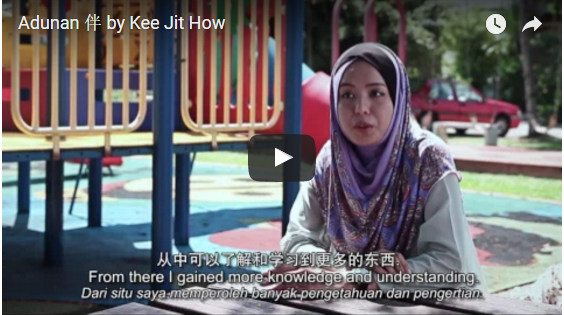 Adunan 伴 by Kee Jit How
从中可以了解和学习到更多的东西
From there I gained more knowledge and understanding.
Dari situ saya memperoleh banyak pengetahuan dan pengertian.